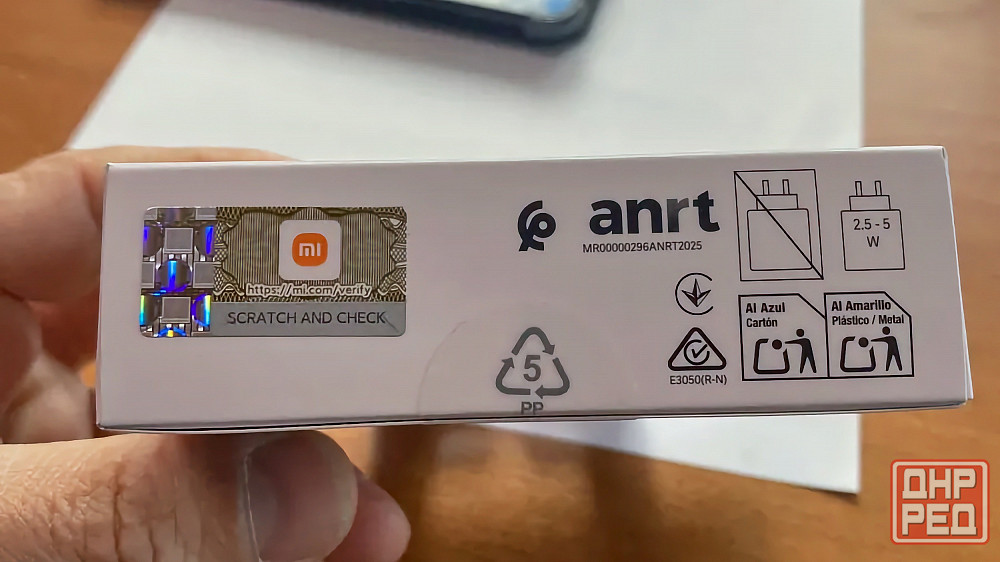 mi
https://mi.com/verify
SCRATCH AND CHECK
anrt
MR00000296ANRT2025
2.5 - 5
W
Al Azul
Cartón
Al Amarillo
Plástico / Metal
E3050(R-N)
5
PP
ДНР
РЕД